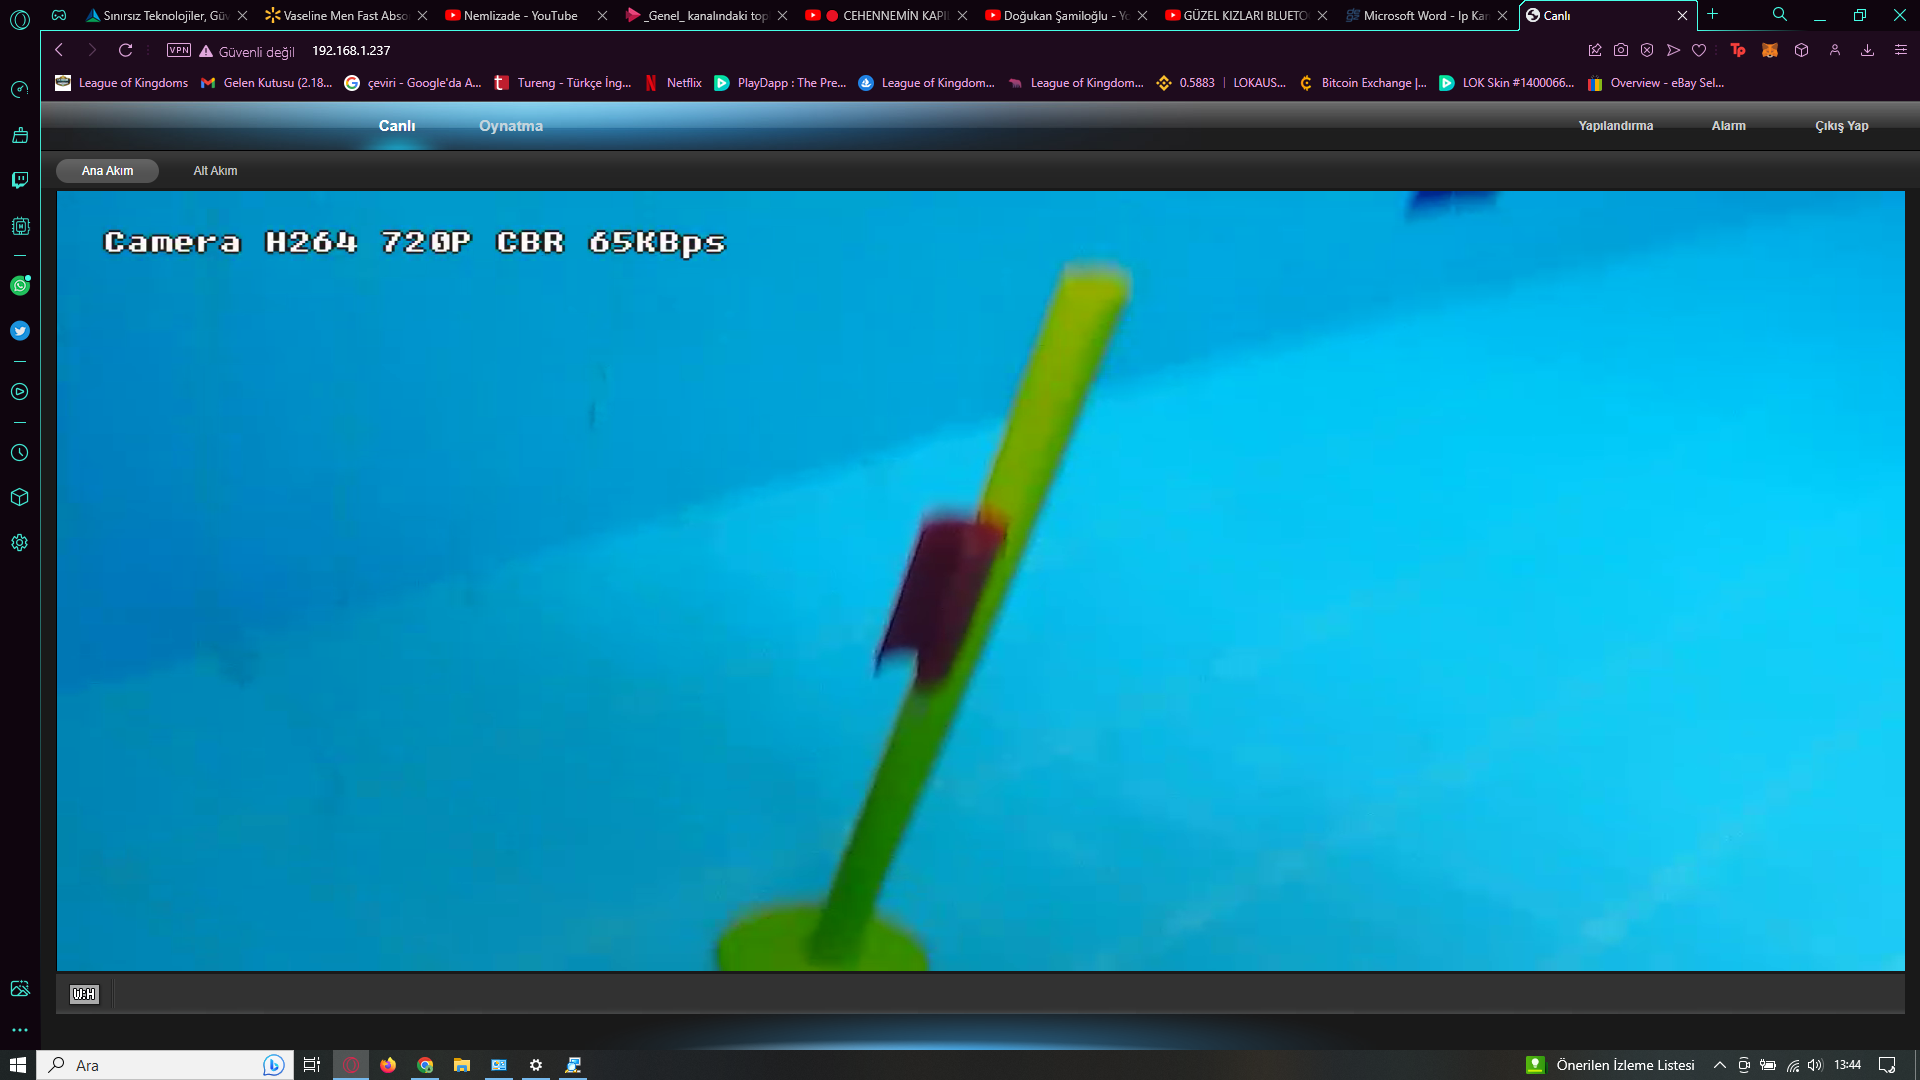 Sınırsız Teknolojiler, Gü
Vaseline Men Fast Abso
Nemlizade - YouTube
_Genel_ kanalındaki top
CEHENNEMİN KAPI
Doğukan Şamiloğlu - Yo
GÜZEL KIZLARI BLUETO
Microsoft Word - Ip Kam
Canlı
VPN
Güvenli değil
192.168.1.237
Tp
League of Kingdoms
Gelen Kutusu (2.18...
çeviri - Google'da A...
Tureng - Türkçe İng...
Netflix
PlayDapp : The Pre...
League of Kingdom...
League of Kingdom...
0.5883 | LOKAUS...
Bitcoin Exchange |...
LOK Skin #1400066...
Overview - eBay Sel...
Canlı
Oynatma
Yapılandırma
Alarm
Çıkış Yap
Ana Akım
Alt Akım
Camera H264 720P CBR 65KBps
W:H
Ara
Önerilen İzleme Listesi
13:44